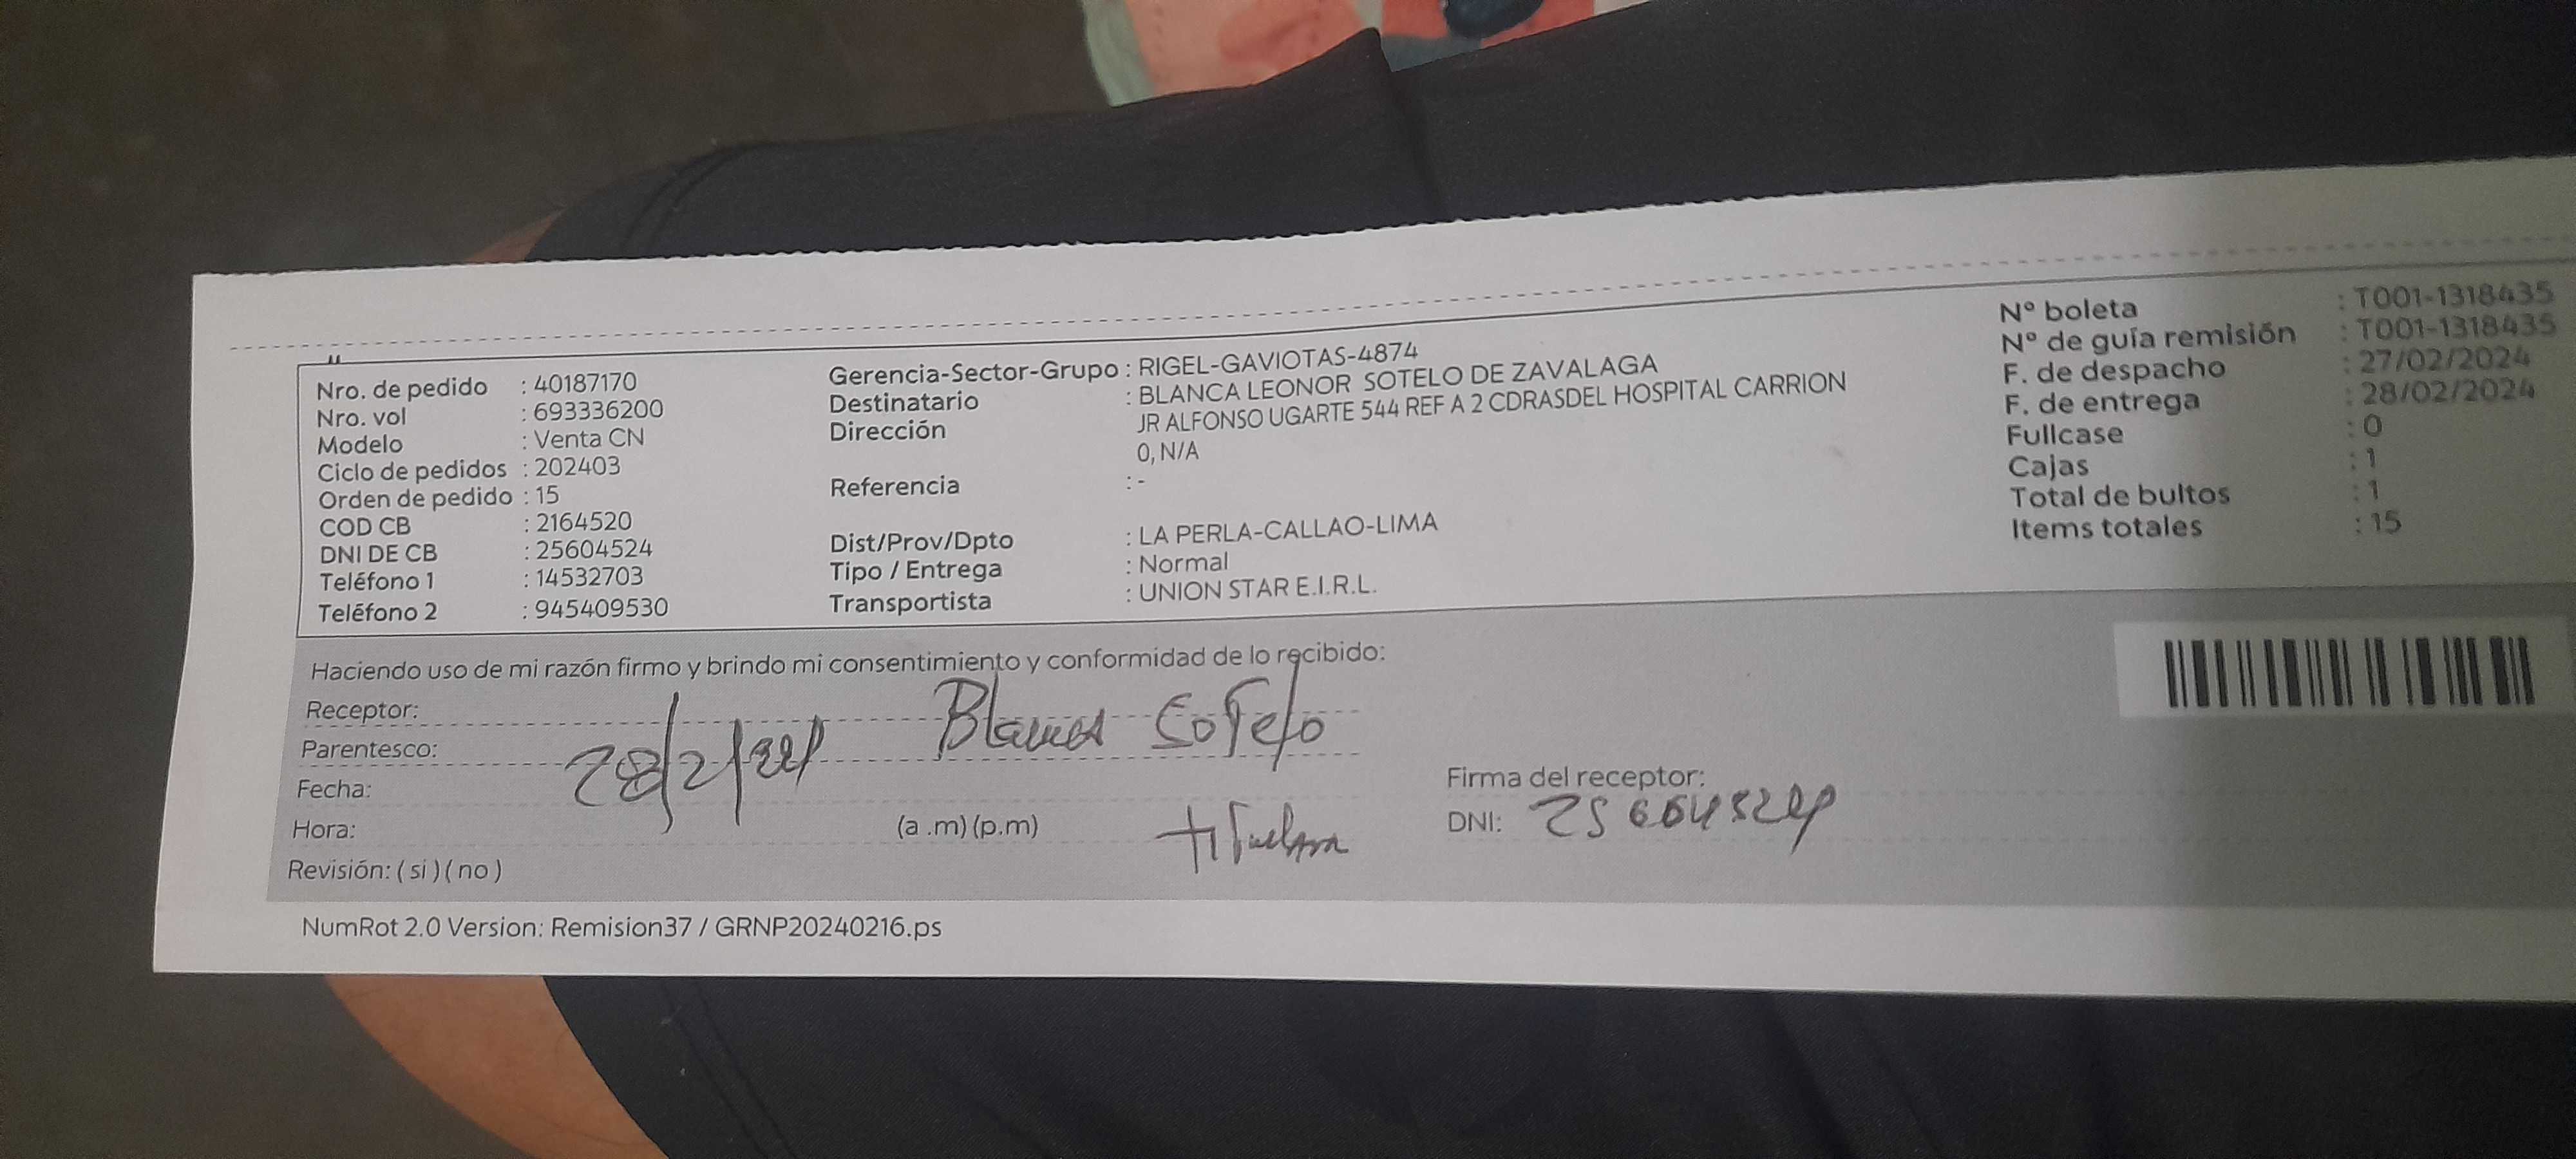 Nro. de pedido : 40187170
Nro. vol : 693336200
Modelo : Venta CN
Ciclo de pedidos : 202403
Orden de pedido : 15
COD CB : 2164520
DNI DE CB : 25604524
Teléfono 1 : 14532703
Teléfono 2 : 945409530
Gerencia-Sector-Grupo : RIGEL-GAVIOTAS-4874
Destinatario : BLANCA LEONOR SOTELO DE ZAVALAGA
Dirección JR ALFONSO UGARTE 544 REF A 2 CDRASDEL HOSPITAL CARRION
0, N/A
Referencia : -
Dist/Prov/Dpto : LA PERLA-CALLAO-LIMA
Tipo / Entrega : Normal
Transportista : UNION STAR E.I.R.L.
N° boleta : T001-1318435
N° de guía remisión : T001-1318435
F. de despacho : 27/02/2024
F. de entrega : 28/02/2024
Fullcase : 0
Cajas : 1
Total de bultos : 1
Items totales : 15
Haciendo uso de mi razón firmo y brindo mi consentimiento y conformidad de lo recibido:
Receptor: Blanca Sotelo
Parentesco:
Fecha: 28/2/24
Hora: (a .m) (p.m)
Revisión: ( si ) ( no )
Firma del receptor:
DNI: 25604524
NumRot 2.0 Version: Remision37 / GRNP20240216.ps